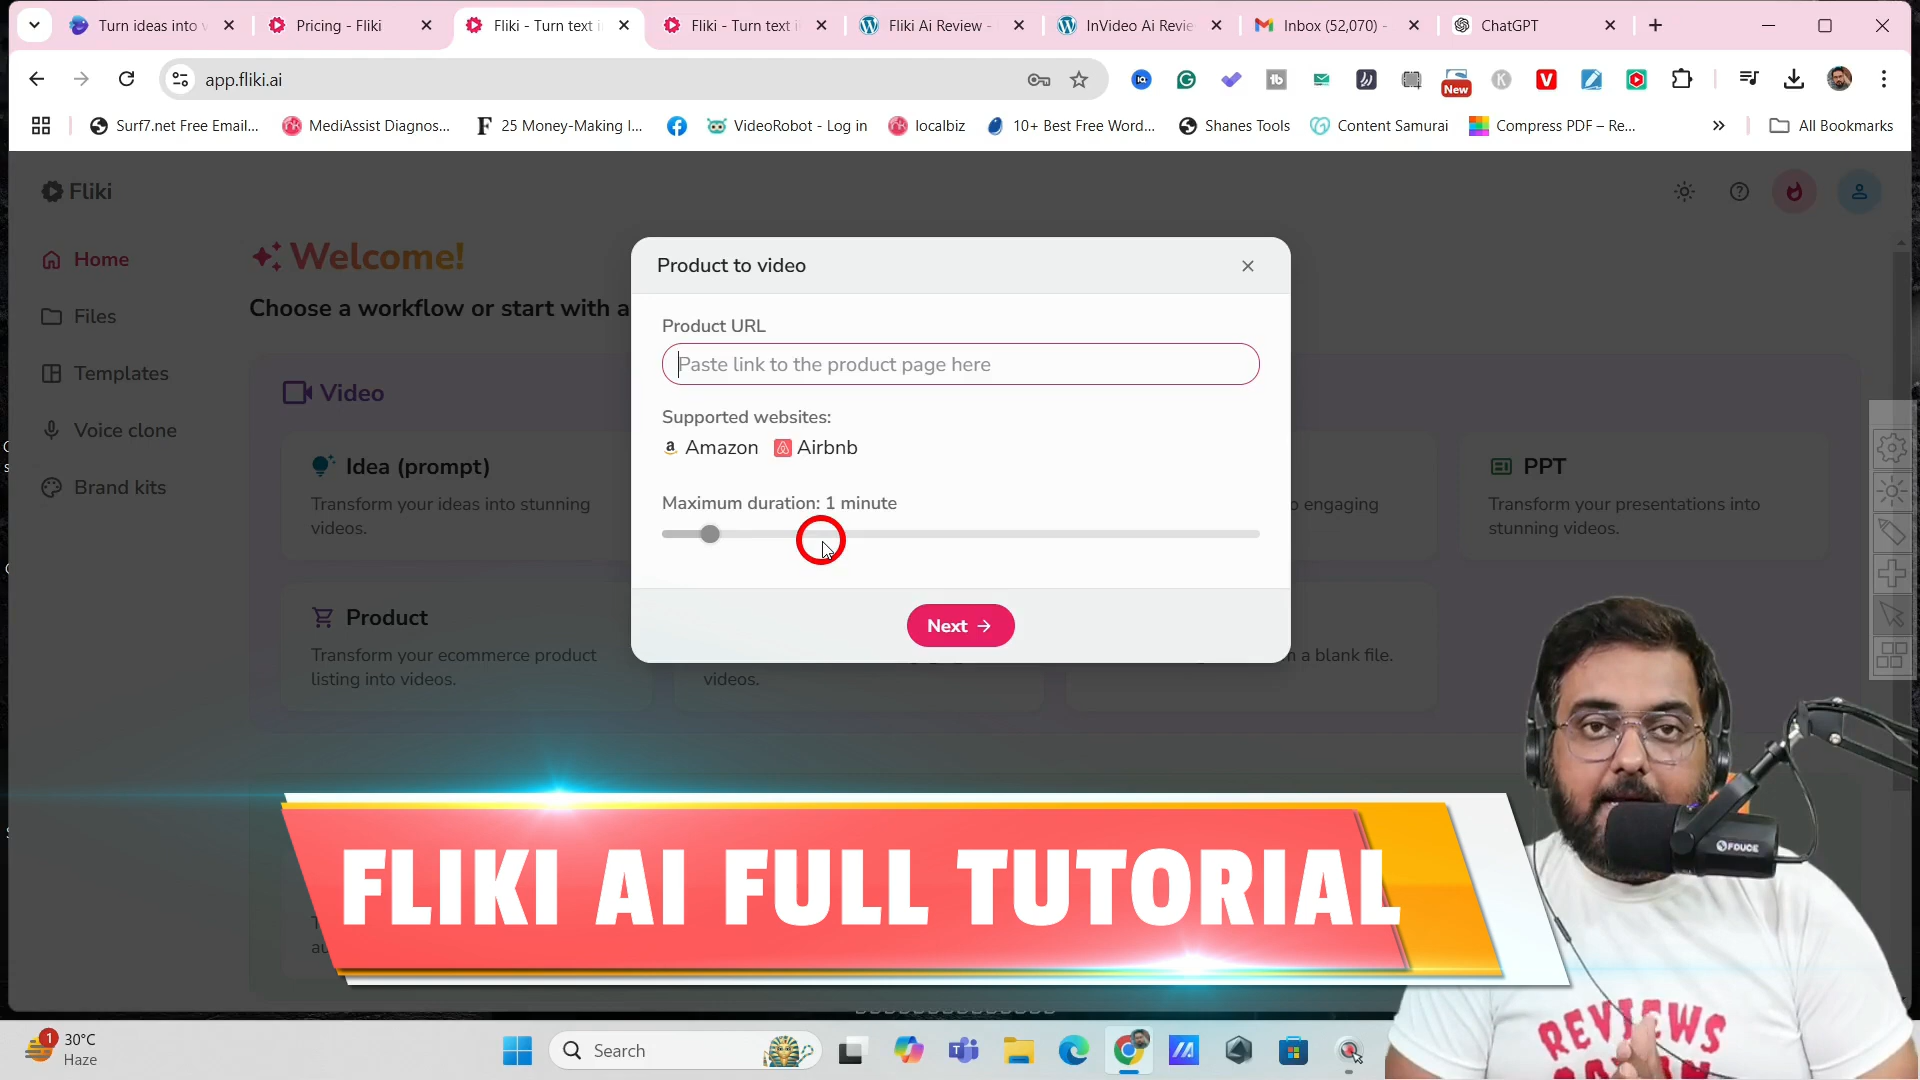 Turn ideas into v
Pricing - Fliki
Fliki - Turn text i
Fliki - Turn text i
Fliki Ai Review -
InVideo Ai Revie
Inbox (52,070) -
ChatGPT
app.fliki.ai
New
Surf7.net Free Email...
MediAssist Diagnos...
25 Money-Making I...
VideoRobot - Log in
localbiz
10+ Best Free Word...
Shanes Tools
Content Samurai
Compress PDF – Re...
All Bookmarks
Fliki
Home
Files
Templates
Voice clone
Brand kits
Welcome!
Choose a workflow or start with a
Video
Idea (prompt)
Transform your ideas into stunning
videos.
Product
Transform your ecommerce product
listing into videos.
videos.
o engaging
PPT
Transform your presentations into
stunning videos.
a blank file.
Product to video
Product URL
Paste link to the product page here
Supported websites:
Amazon
Airbnb
Maximum duration: 1 minute
Next →
FLIKI AI FULL TUTORIAL
FDUCE
REVIEWS
1
30°C
Haze
Search